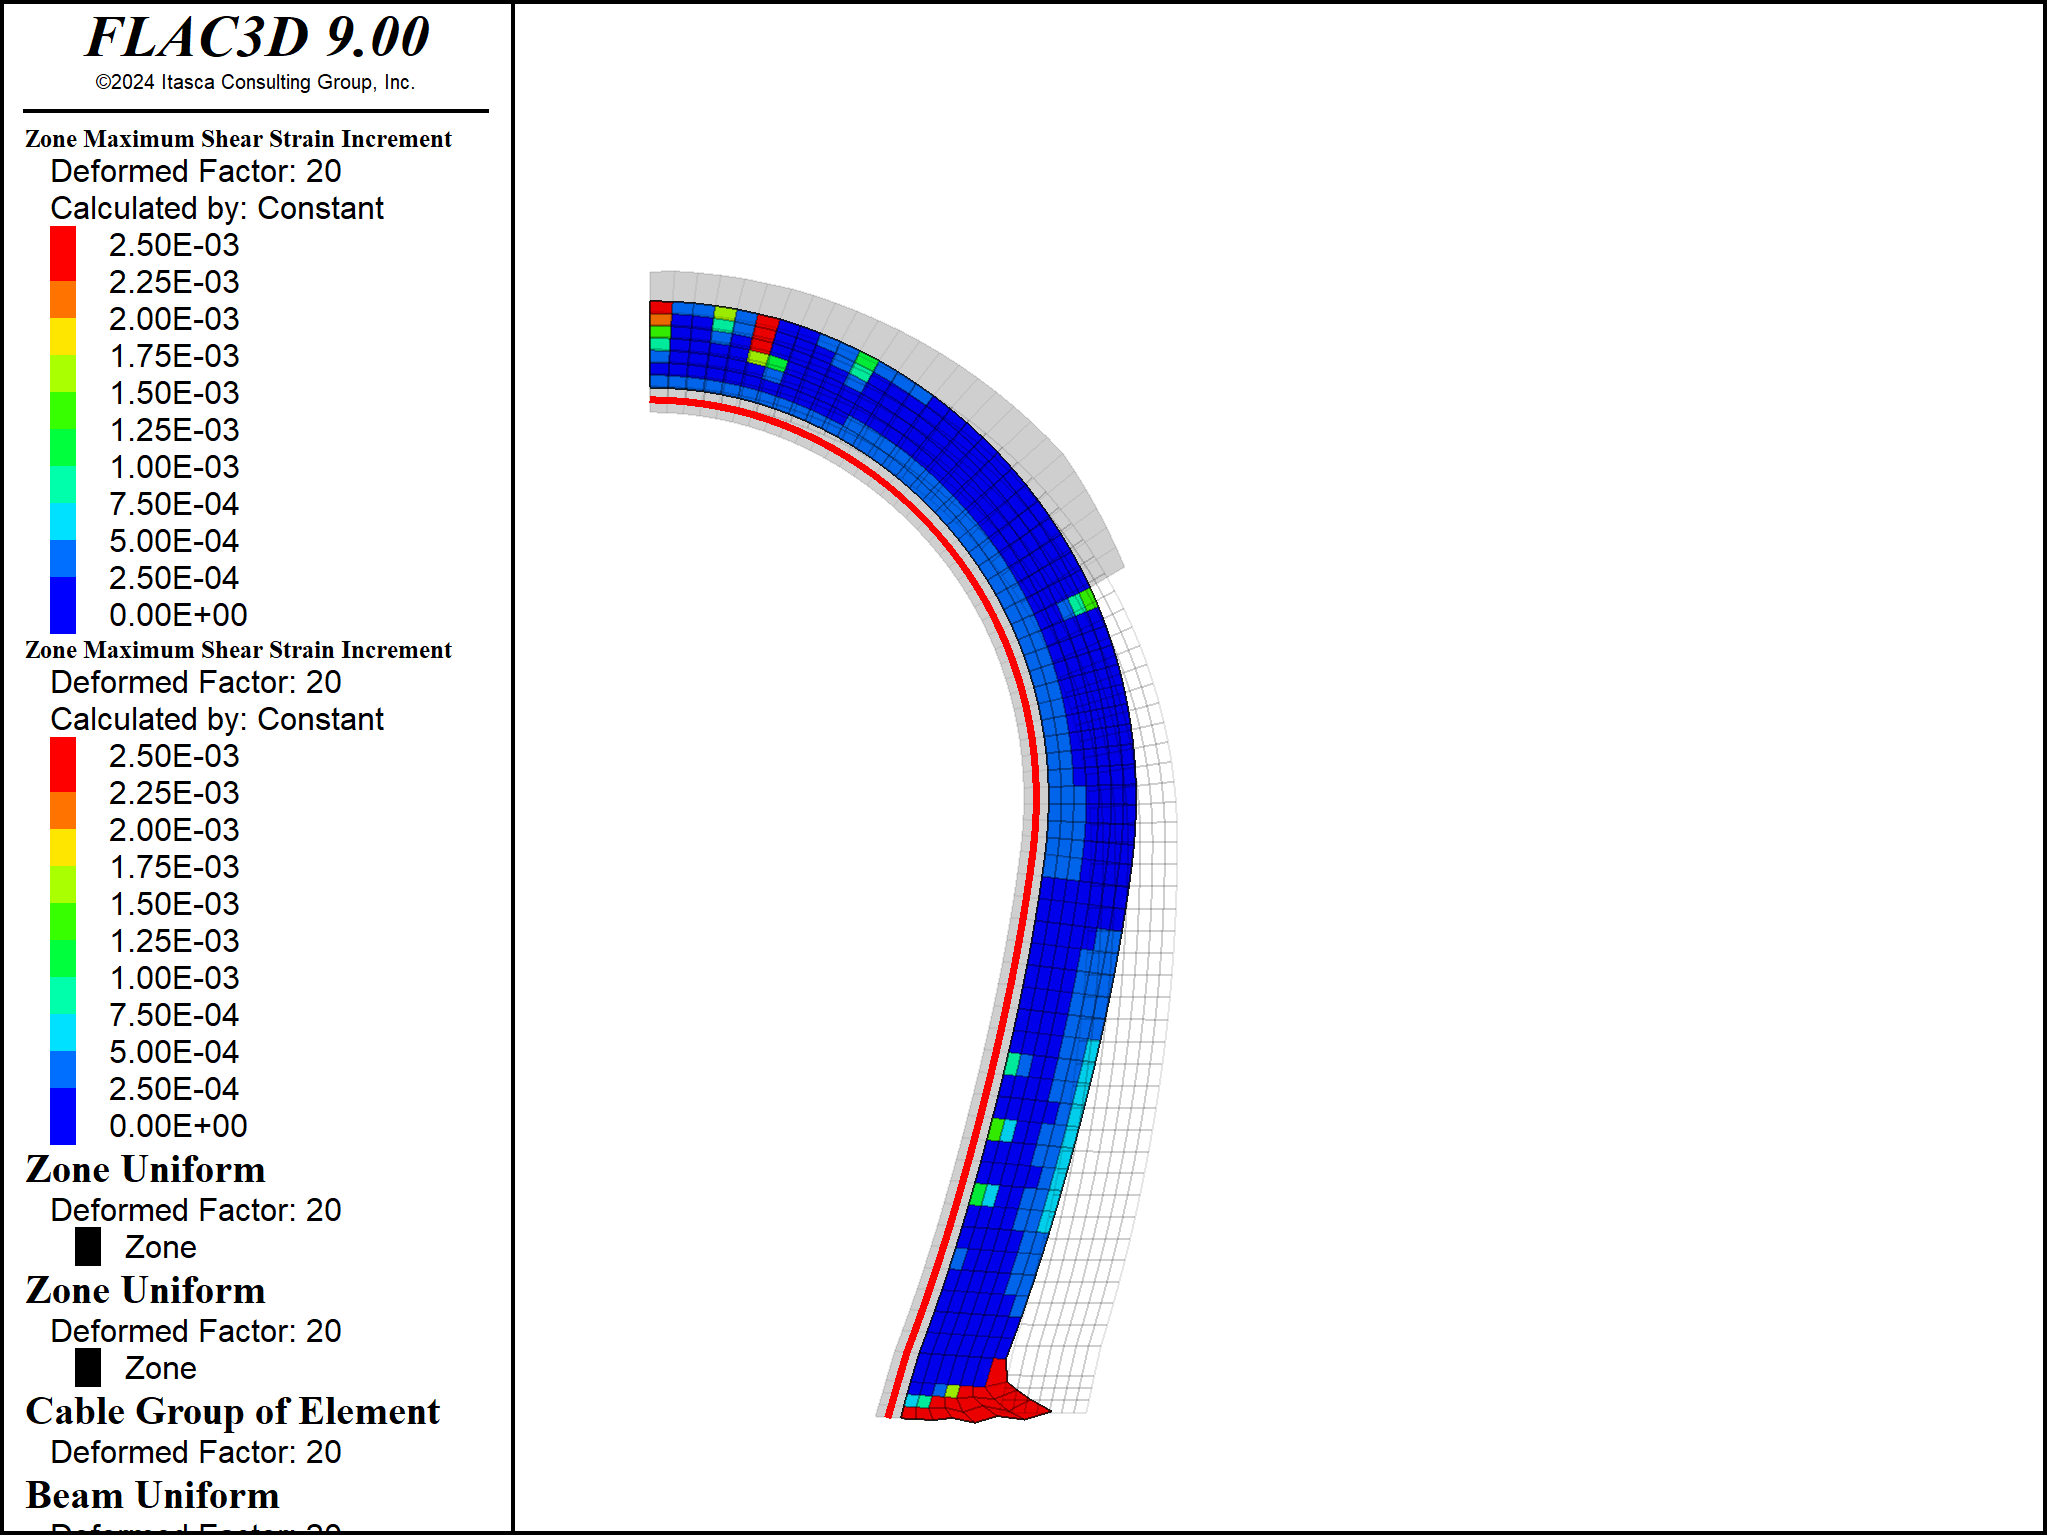 FLAC3D 9.00
©2024 Itasca Consulting Group, Inc.
Zone Maximum Shear Strain Increment
Deformed Factor: 20
Calculated by: Constant
2.50E-03
2.25E-03
2.00E-03
1.75E-03
1.50E-03
1.25E-03
1.00E-03
7.50E-04
5.00E-04
2.50E-04
0.00E+00
Zone Maximum Shear Strain Increment
Deformed Factor: 20
Calculated by: Constant
2.50E-03
2.25E-03
2.00E-03
1.75E-03
1.50E-03
1.25E-03
1.00E-03
7.50E-04
5.00E-04
2.50E-04
0.00E+00
Zone Uniform
Deformed Factor: 20
Zone
Zone Uniform
Deformed Factor: 20
Zone
Cable Group of Element
Deformed Factor: 20
Beam Uniform
Deformed Factor: 20